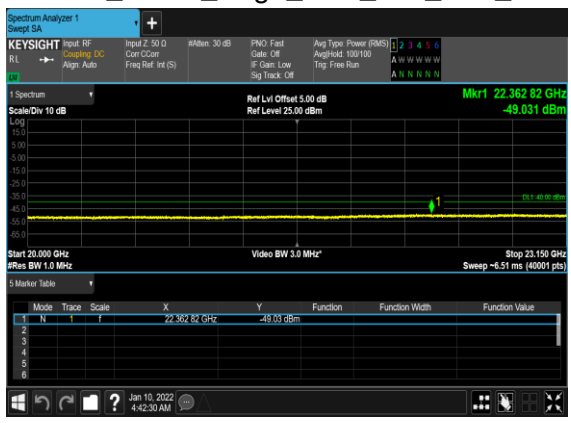 Spectrum Analyzer 1
Swept SA
KEYSIGHT Input: RF Input Z: 50 Ω #Atten: 30 dB PNO: Fast Avg Type: Power (RMS) 1 2 3 4 5 6
RL Coupling: DC Corr CCorr Gate: Off Avg|Hold: 100/100 A W W W W W
Align: Auto Freq Ref: Int (S) IF Gain: Low Trig: Free Run
Sig Track: Off A N N N N N
1 Spectrum
Ref Lvl Offset 5.00 dB Mkr1 22.362 82 GHz
Scale/Div 10 dB Ref Level 25.00 dBm -49.031 dBm
Log
15.0
5.00
-5.00
-15.0
-25.0
-35.0
-45.0
-55.0
-65.0
1
Start 20.000 GHz Video BW 3.0 MHz* Stop 23.150 GHz
#Res BW 1.0 MHz Sweep ~6.51 ms (40001 pts)
5 Marker Table
Mode Trace Scale X Y Function Function Width Function Value
1 N 1 f 22.362 82 GHz -49.03 dBm
2
3
4
5
6
Jan 10, 2022
4:42:30 AM